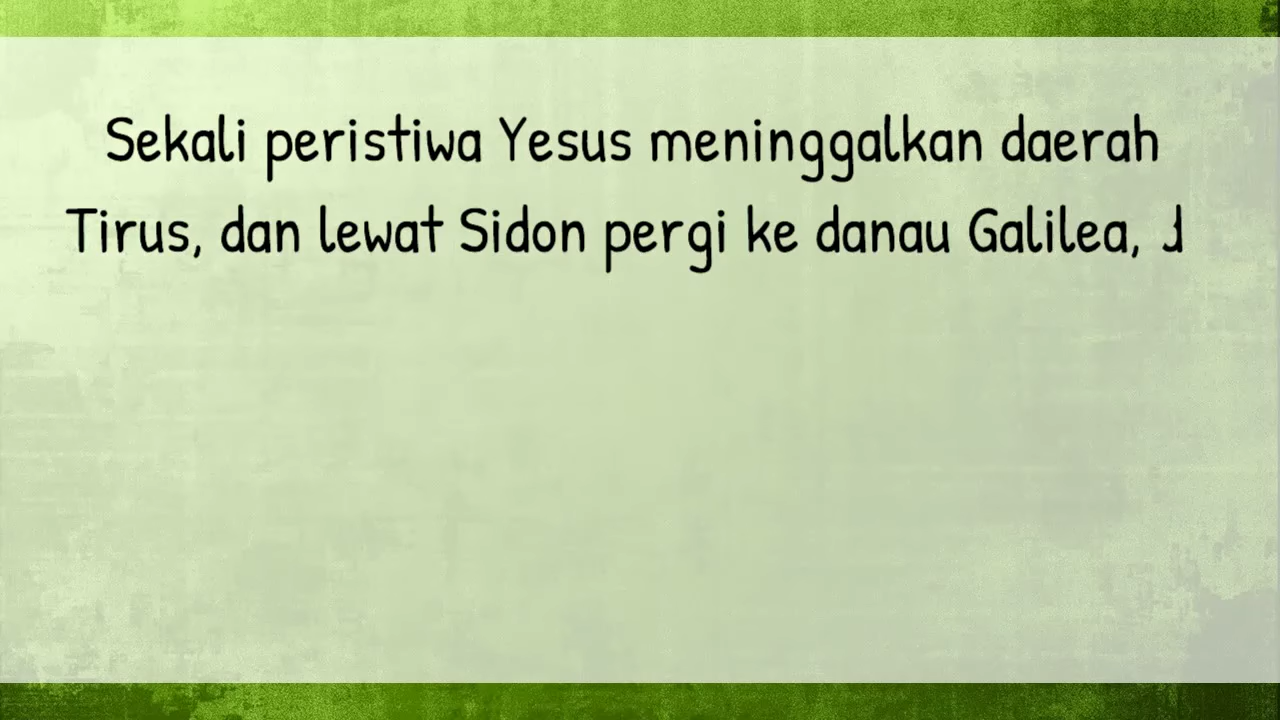 Sekali peristiwa Yesus meninggalkan daerah
Tirus, dan lewat Sidon pergi ke danau Galilea,